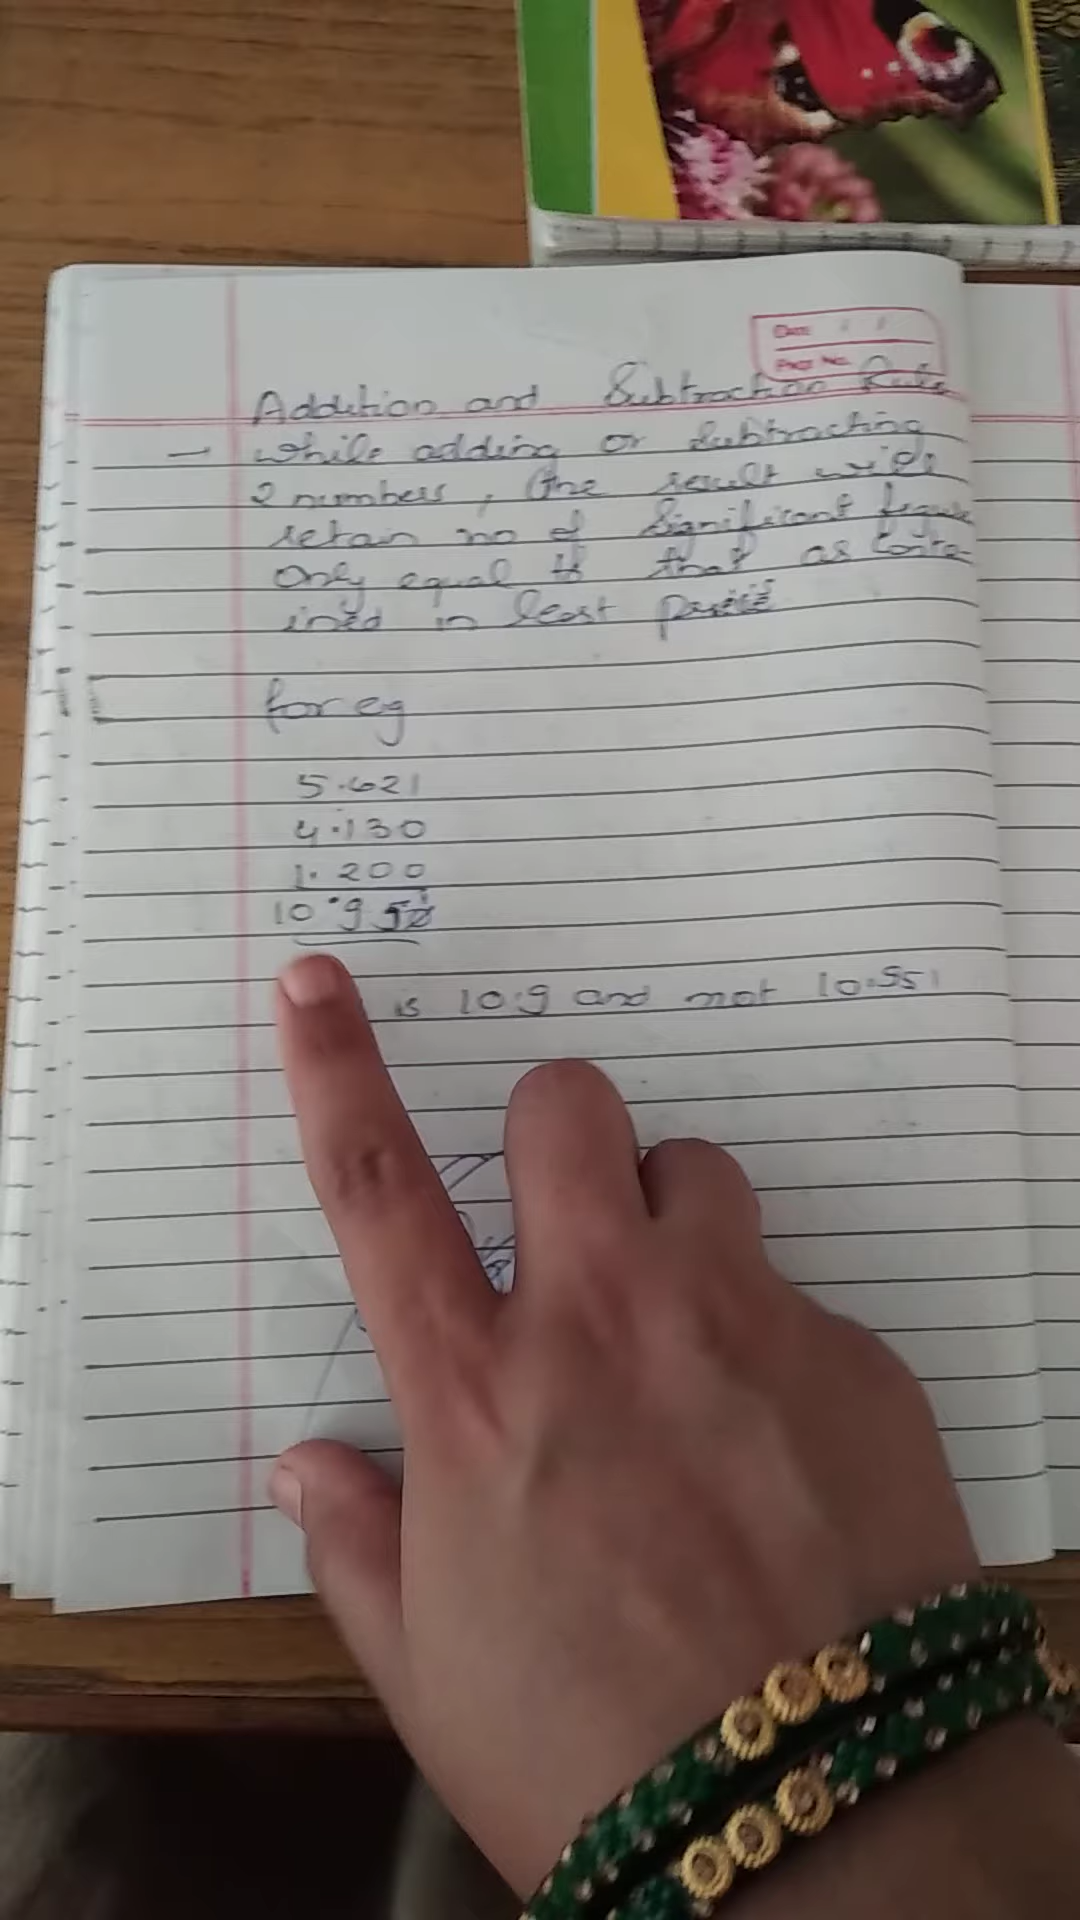 Date / /
Page No.
Addition and Subtraction Rule
- while adding or Subtracting
2 numbers, the result will
retain no of Significant figure
only equal to that as Conta-
ined in least
for eg
5.621
4.130
1.200
10.951
is 10.9 and not 10.951